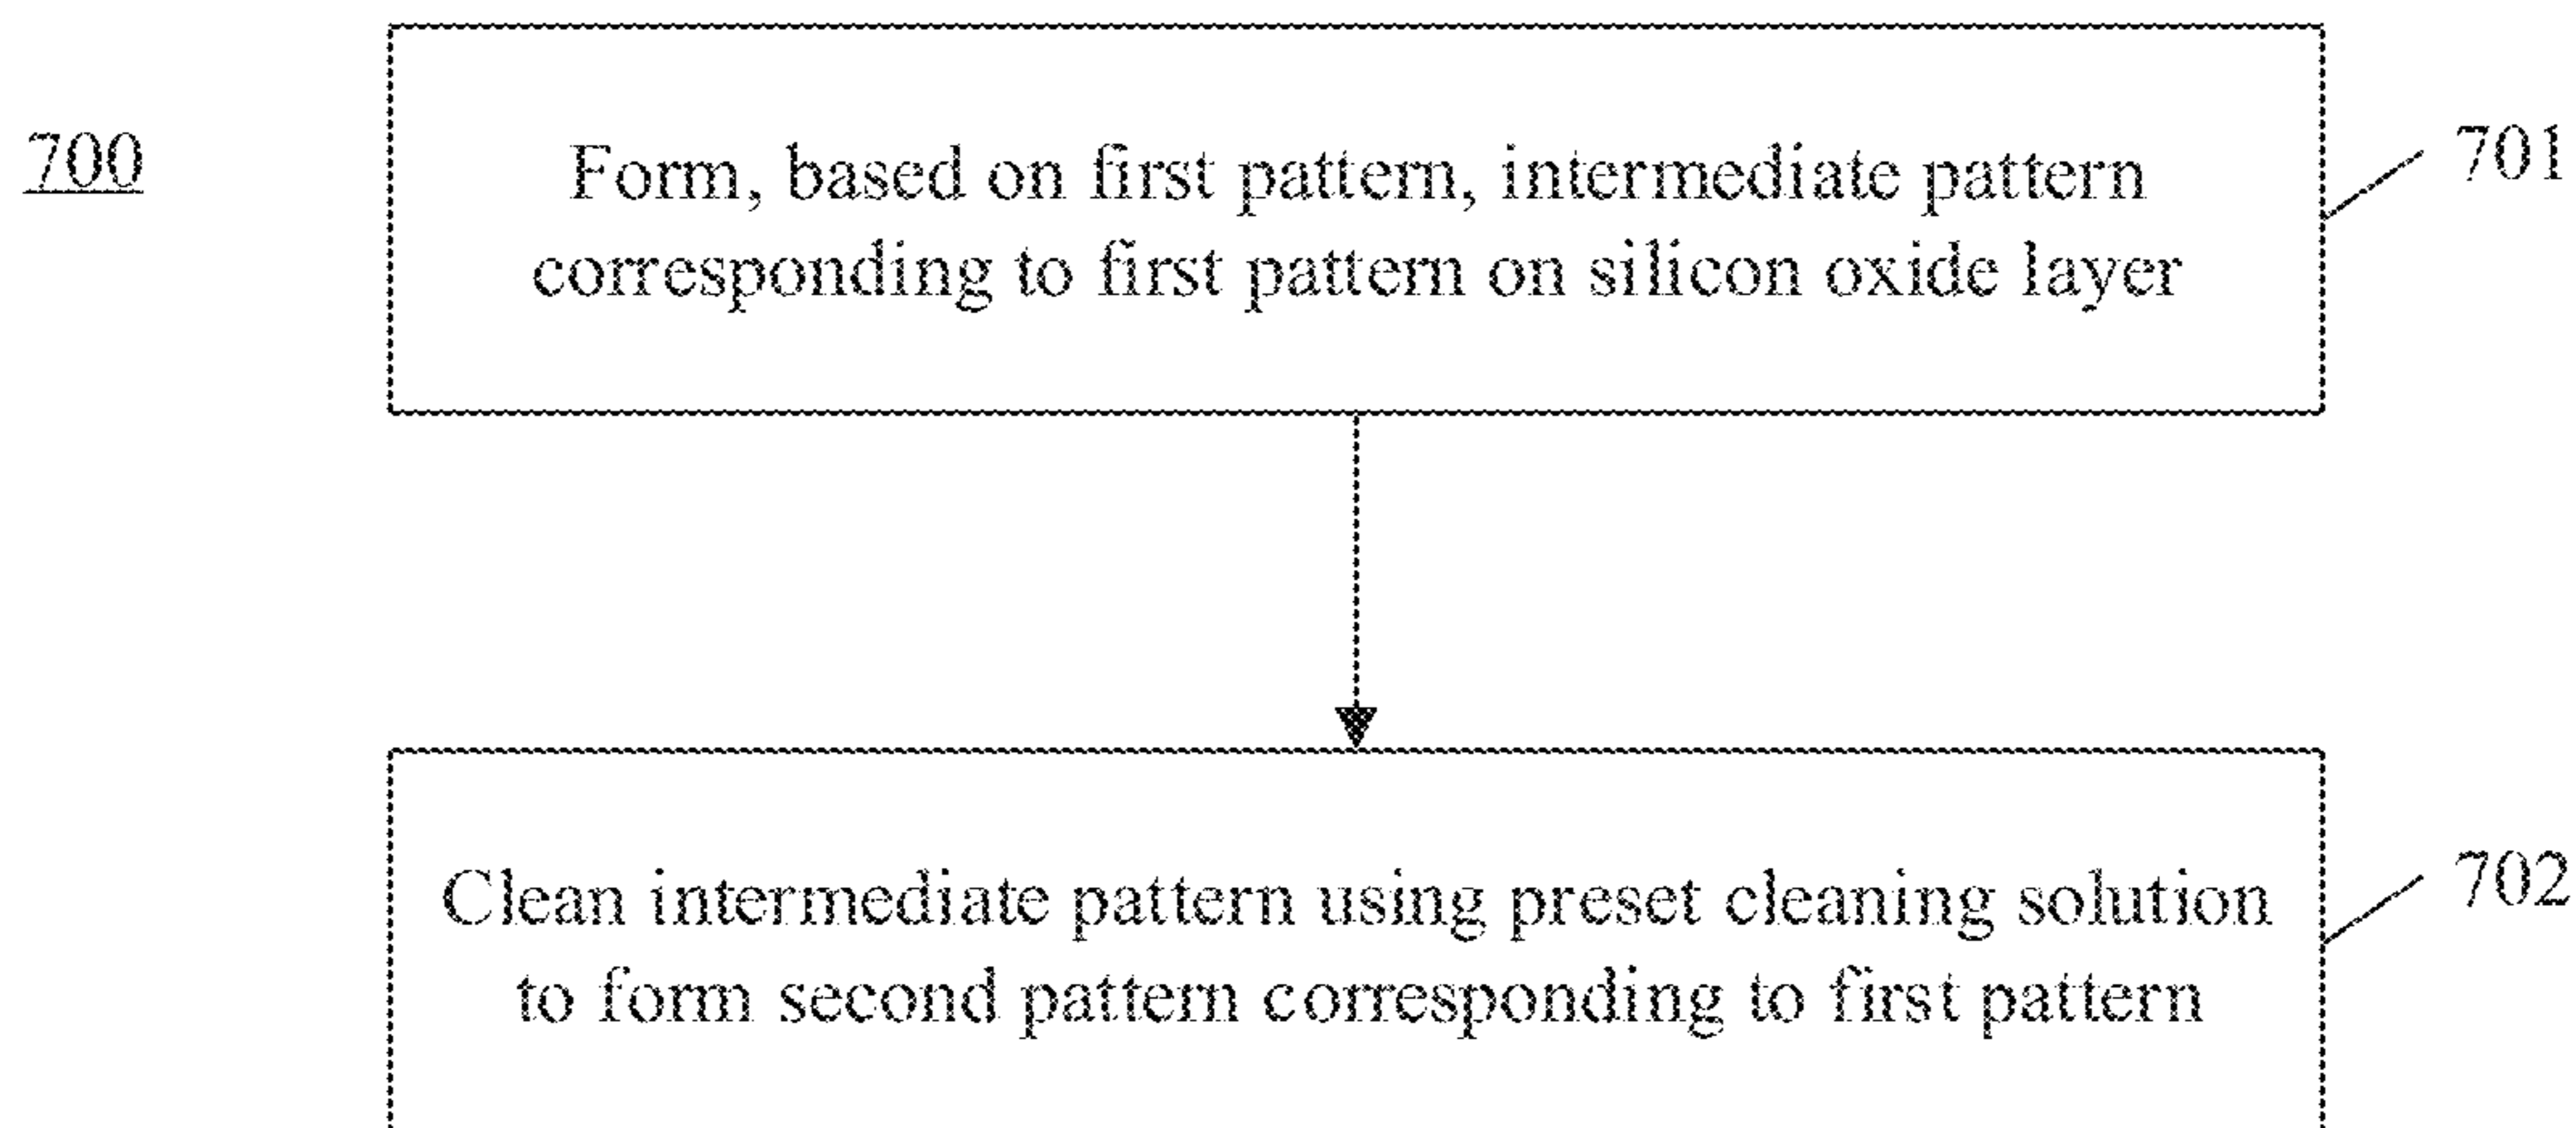 700
Form, based on first pattern, intermediate pattern
corresponding to first pattern on silicon oxide layer
701
Clean intermediate pattern using preset cleaning solution
to form second pattern corresponding to first pattern
702